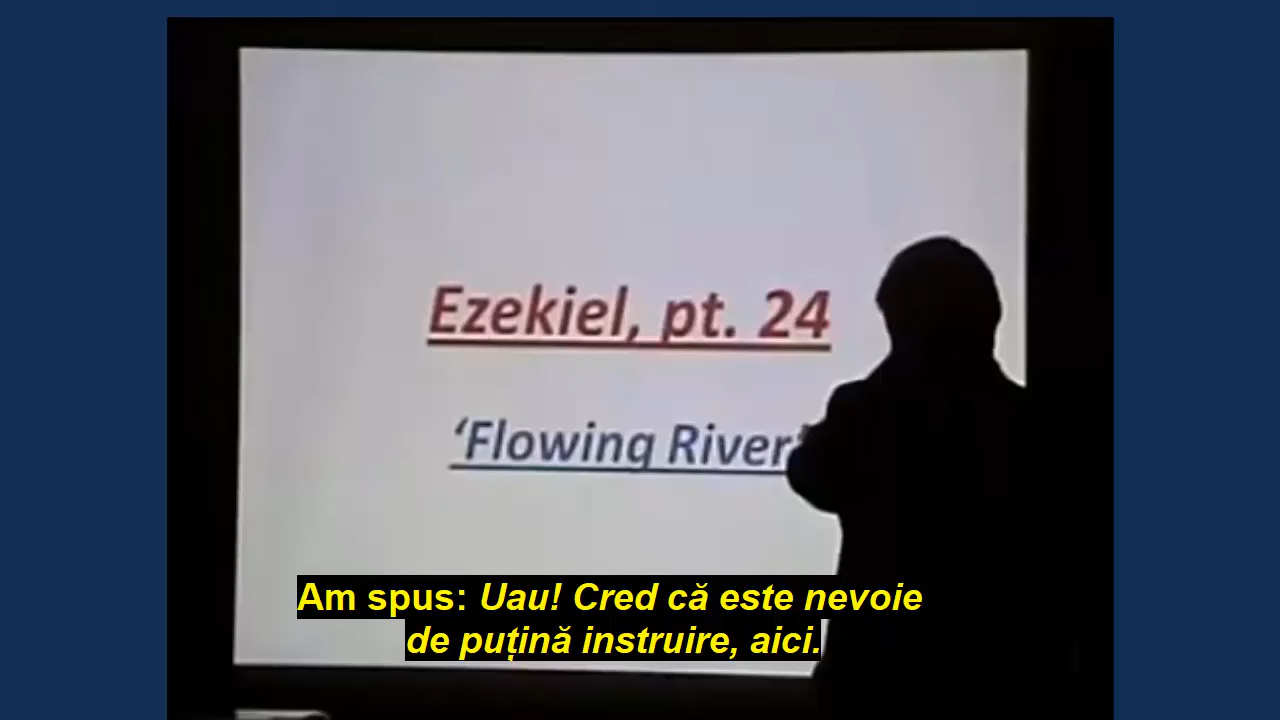 Ezekiel, pt. 24
‘Flowing River’
Am spus: Uau! Cred că este nevoie
de puțină instruire, aici.